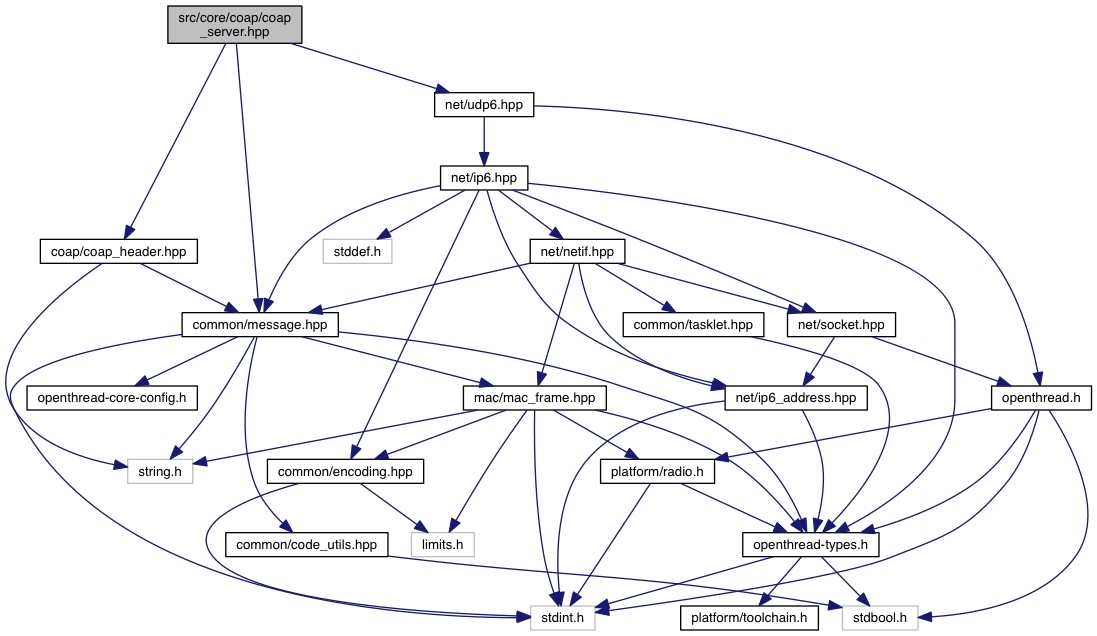 src/core/coap/coap
_server.hpp
net/udp6.hpp
net/ip6.hpp
coap/coap_header.hpp
stddef.h
net/netif.hpp
common/message.hpp
common/tasklet.hpp
net/socket.hpp
openthread-core-config.h
mac/mac_frame.hpp
net/ip6_address.hpp
openthread.h
string.h
common/encoding.hpp
platform/radio.h
common/code_utils.hpp
limits.h
openthread-types.h
stdint.h
platform/toolchain.h
stdbool.h